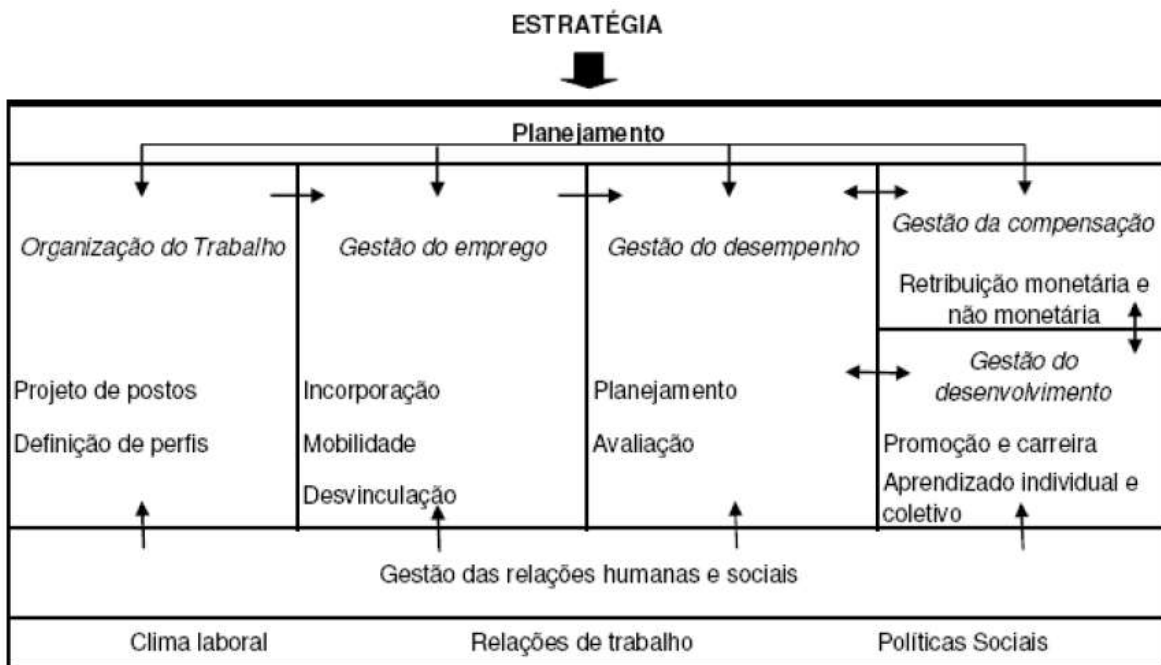 ESTRATÉGIA
Planejamento
Organização do Trabalho
Projeto de postos
Definição de perfis
Gestão do emprego
Incorporação
Mobilidade
Desvinculação
Gestão do desempenho
Planejamento
Avaliação
Gestão da compensação
Retribuição monetária e
não monetária
Gestão do
desenvolvimento
Promoção e carreira
Aprendizado individual e
coletivo
Gestão das relações humanas e sociais
Clima laboral
Relações de trabalho
Políticas Sociais